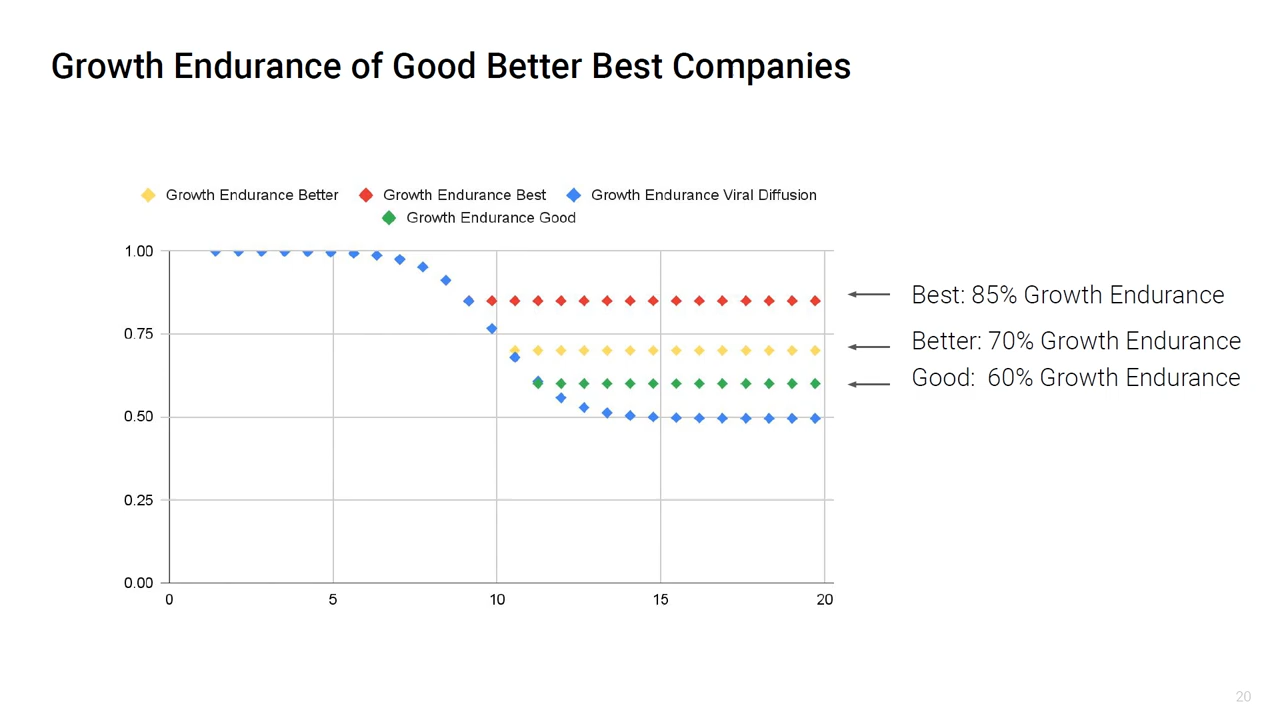 Growth Endurance of Good Better Best Companies
Growth Endurance Better Growth Endurance Best Growth Endurance Viral Diffusion
Growth Endurance Good
1.00
0.75
0.50
0.25
0.00
0 5 10 15 20
Best: 85% Growth Endurance
Better: 70% Growth Endurance
Good: 60% Growth Endurance
20